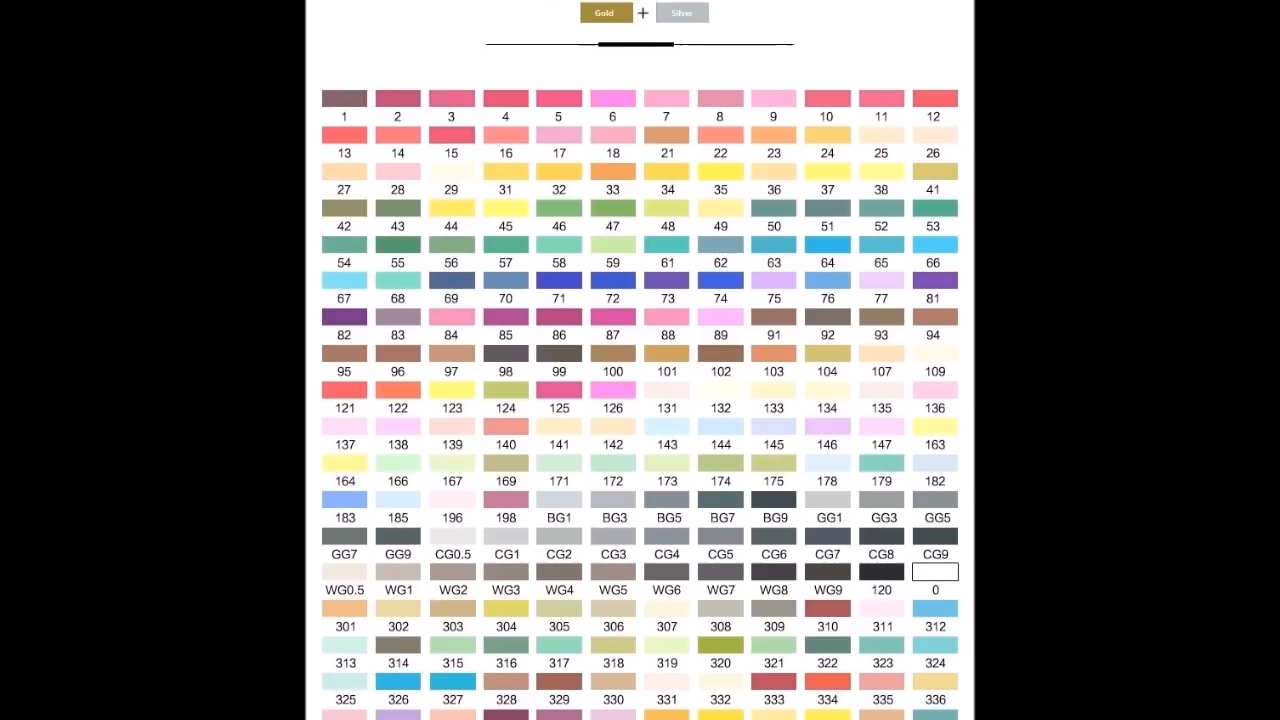 Gold + Silver
1 2 3 4 5 6 7 8 9 10 11 12
13 14 15 16 17 18 21 22 23 24 25 26
27 28 29 31 32 33 34 35 36 37 38 41
42 43 44 45 46 47 48 49 50 51 52 53
54 55 56 57 58 59 61 62 63 64 65 66
67 68 69 70 71 72 73 74 75 76 77 81
82 83 84 85 86 87 88 89 91 92 93 94
95 96 97 98 99 100 101 102 103 104 107 109
121 122 123 124 125 126 131 132 133 134 135 136
137 138 139 140 141 142 143 144 145 146 147 163
164 166 167 169 171 172 173 174 175 178 179 182
183 185 196 198 BG1 BG3 BG5 BG7 BG9 GG1 GG3 GG5
GG7 GG9 CG0.5 CG1 CG2 CG3 CG4 CG5 CG6 CG7 CG8 CG9
WG0.5 WG1 WG2 WG3 WG4 WG5 WG6 WG7 WG8 WG9 120 0
301 302 303 304 305 306 307 308 309 310 311 312
313 314 315 316 317 318 319 320 321 322 323 324
325 326 327 328 329 330 331 332 333 334 335 336